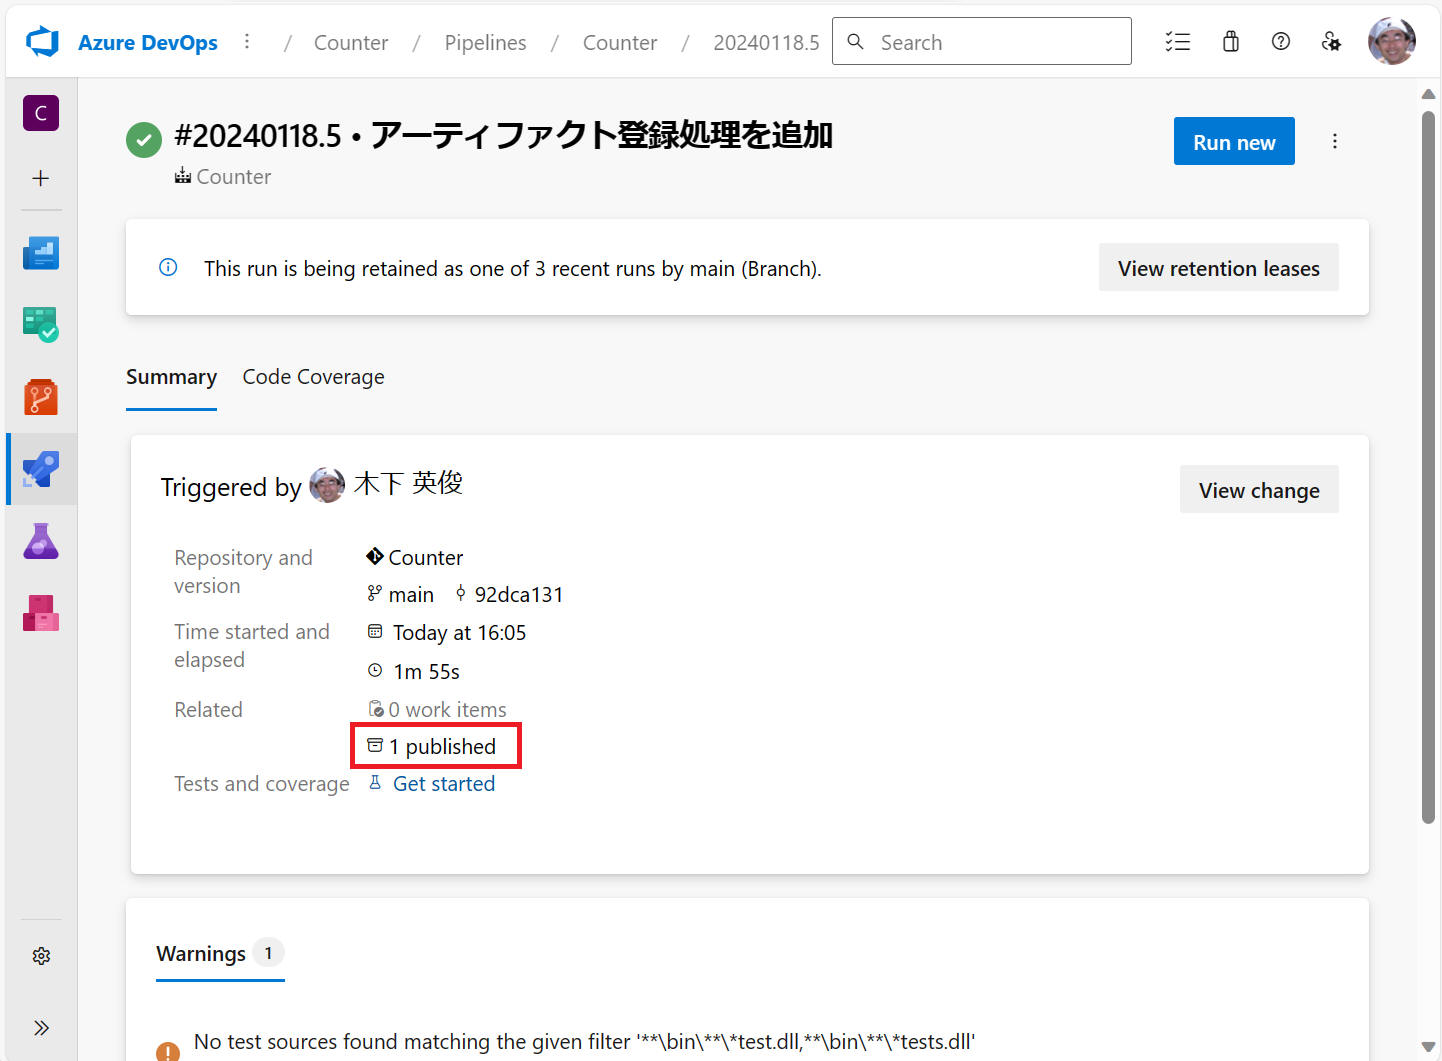 Azure DevOps / Counter / Pipelines / Counter / 20240118.5 Search
C
#20240118.5 • アーティファクト登録処理を追加
Run new
Counter
This run is being retained as one of 3 recent runs by main (Branch).
View retention leases
Summary Code Coverage
Triggered by 木下 英俊
View change
Repository and
version
Counter
main 92dca131
Time started and
elapsed
Today at 16:05
1m 55s
Related
0 work items
1 published
Tests and coverage
Get started
Warnings 1
No test sources found matching the given filter '**\bin\**\*test.dll,**\bin\**\*tests.dll'